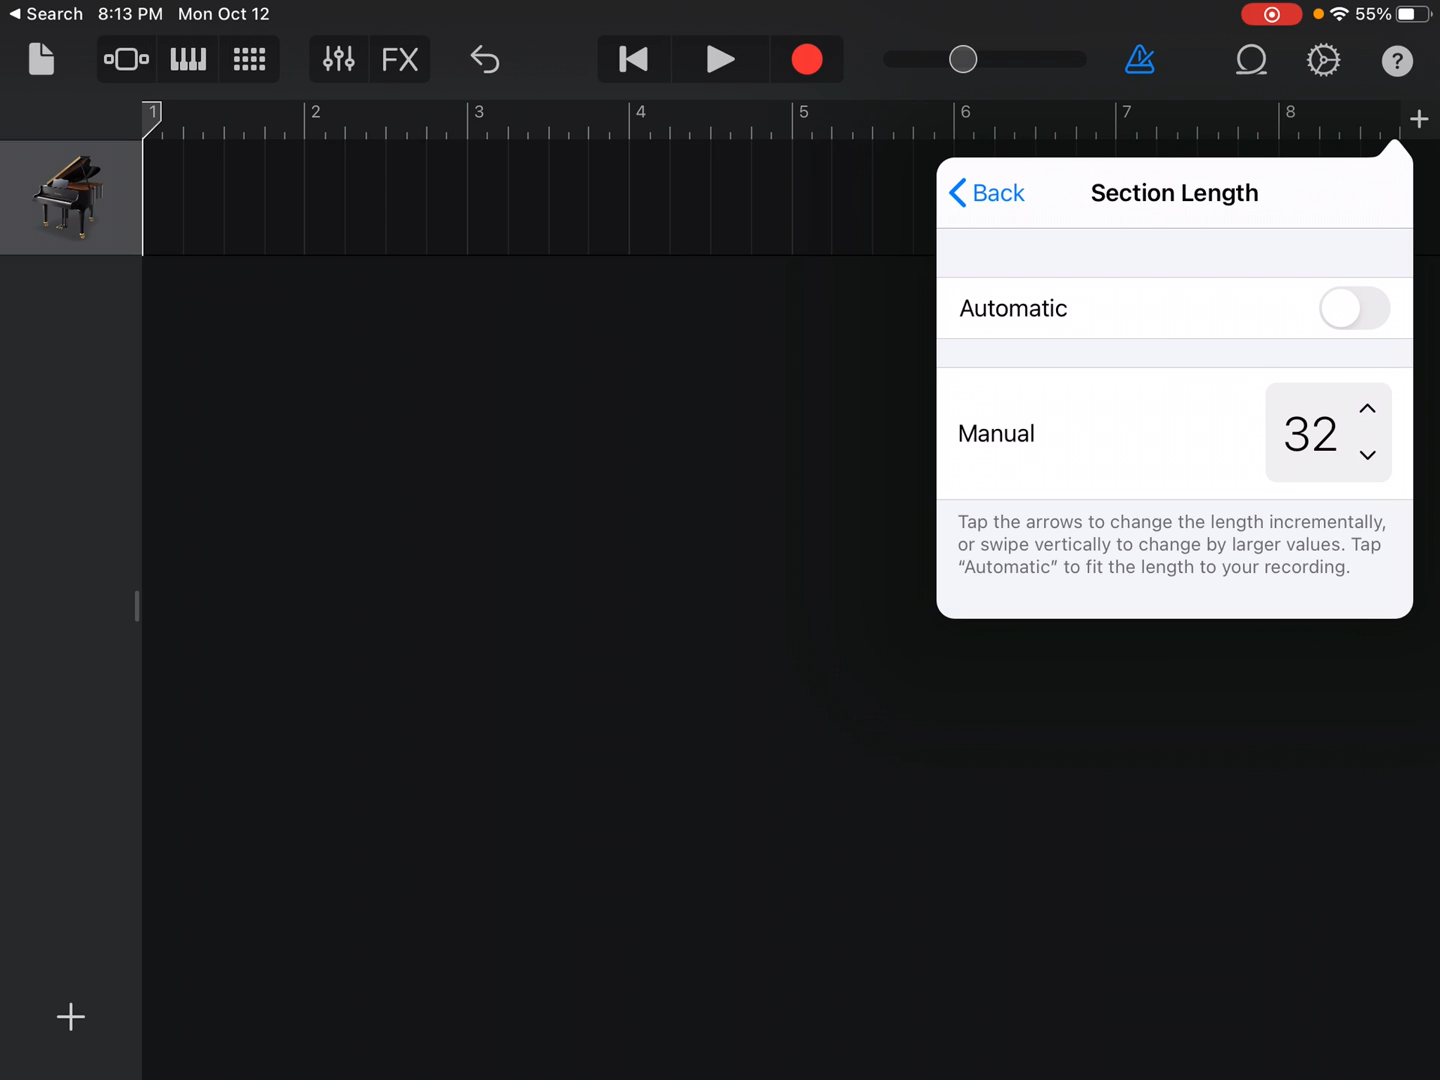 ◀ Search 8:13 PM Mon Oct 12 55%
FX ?
1 2 3 4 5 6 7 8 +
Back Section Length
Automatic
Manual 32
Tap the arrows to change the length incrementally,
or swipe vertically to change by larger values. Tap
“Automatic” to fit the length to your recording.
+